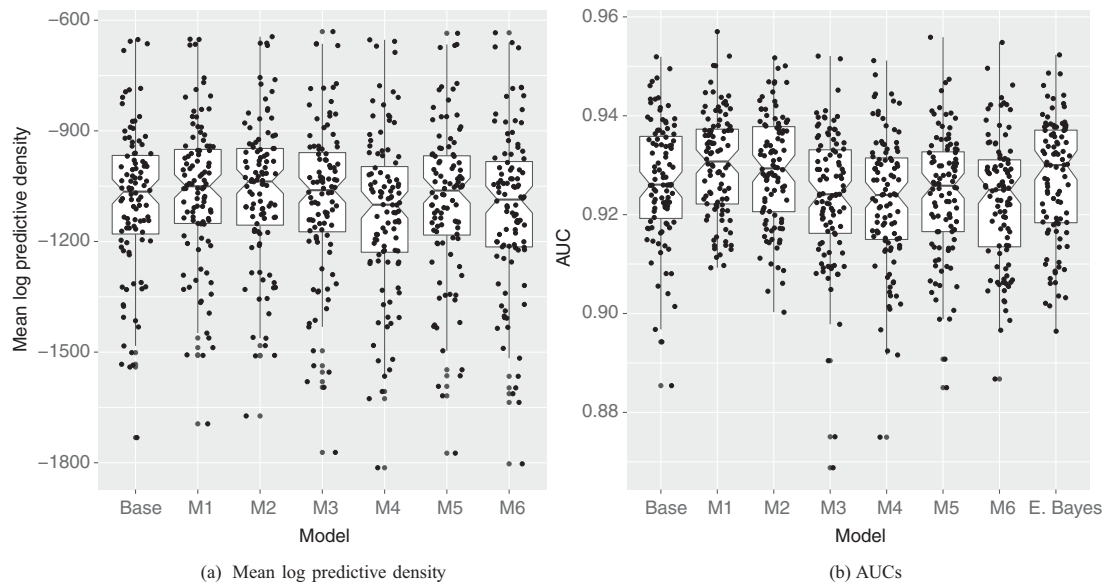 −600
−900
−1200
−1500
−1800
Mean log predictive density
Base M1 M2 M3 M4 M5 M6
Model
(a) Mean log predictive density
0.96
0.94
0.92
0.90
0.88
AUC
Base M1 M2 M3 M4 M5 M6 E. Bayes
Model
(b) AUCs